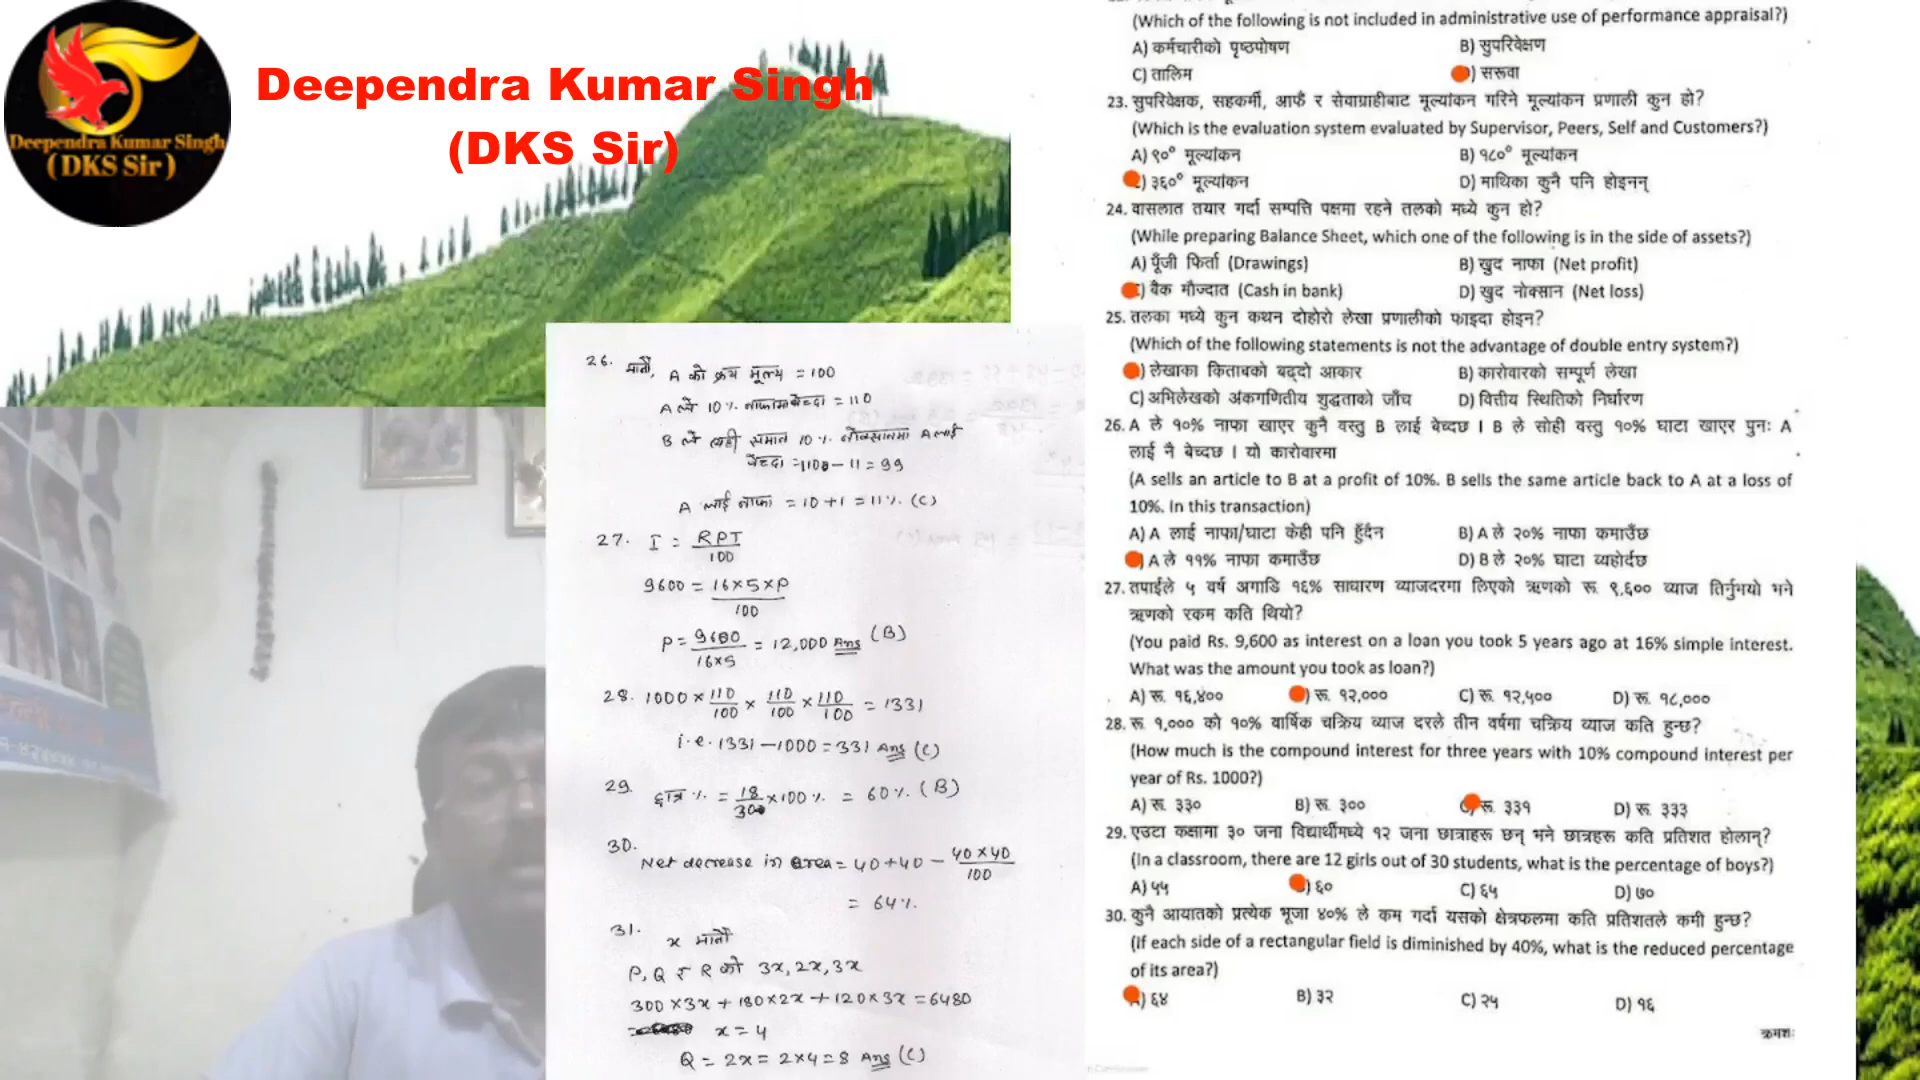 Deependra Kumar Singh
(DKS Sir)
Deependra Kumar Singh
(DKS Sir)
26. मानौं, A को क्रय मूल्य = 100
A ले 10% नाफामा बेच्दा = 110
B ले त्यही समान 10% नोक्सानमा A लाई
बेच्दा = 110 - 11 = 99
A लाई नाफा = 10 + 1 = 11% (C)
27. I = RPT/100
9600 = 16×5×P/100
P = 9600/16×5 = 12,000 Ans (B)
28. 1000 × 110/100 × 110/100 × 110/100 = 1331
i.e. 1331 - 1000 = 331 Ans (C)
29. छात्र % = 18/30 × 100% = 60% (B)
30. Net decrease in area = 40 + 40 - 40×40/100
= 64%
31. x मानौं
P, Q र R को 3x, 2x, 3x
300×3x + 180×2x + 120×3x = 6480
x = 4
Q = 2x = 2×4 = 8 Ans (C)
(Which of the following is not included in administrative use of performance appraisal?)
A) कर्मचारीको पृष्ठपोषण B) सुपरिवेक्षण
C) तालिम ) सरूवा
23. सुपरिवेक्षक, सहकर्मी, आफैं र सेवाग्राहीबाट मूल्यांकन गरिने मूल्यांकन प्रणाली कुन हो?
(Which is the evaluation system evaluated by Supervisor, Peers, Self and Customers?)
A) ९०° मूल्यांकन B) १८०° मूल्यांकन
) ३६०° मूल्यांकन D) माथिका कुनै पनि होइनन्
24. वासलात तयार गर्दा सम्पत्ति पक्षमा रहने तलको मध्ये कुन हो?
(While preparing Balance Sheet, which one of the following is in the side of assets?)
A) पूँजी फिर्ता (Drawings) B) खुद नाफा (Net profit)
) बैंक मौज्दात (Cash in bank) D) खुद नोक्सान (Net loss)
25. तलका मध्ये कुन कथन दोहोरो लेखा प्रणालीको फाइदा होइन?
(Which of the following statements is not the advantage of double entry system?)
) लेखाका किताबको बढ्दो आकार B) कारोवारको सम्पूर्ण लेखा
C) अभिलेखको अंकगणितीय शुद्धताको जाँच D) वित्तीय स्थितिको निर्धारण
26. A ले १०% नाफा खाएर कुनै वस्तु B लाई बेच्दछ । B ले सोही वस्तु १०% घाटा खाएर पुनः A
लाई नै बेच्दछ । यो कारोवारमा
(A sells an article to B at a profit of 10%. B sells the same article back to A at a loss of
10%. In this transaction)
A) A लाई नाफा/घाटा केही पनि हुँदैन B) A ले २०% नाफा कमाउँछ
) A ले ११% नाफा कमाउँछ D) B ले २०% घाटा व्यहोर्दछ
27. तपाईले ५ वर्ष अगाडि १६% साधारण व्याजदरमा लिएको ऋणको रू ९,६०० व्याज तिर्नुभयो भने
ऋणको रकम कति थियो?
(You paid Rs. 9,600 as interest on a loan you took 5 years ago at 16% simple interest.
What was the amount you took as loan?)
A) रू. १६,४०० ) रू. १२,००० C) रू. १२,५०० D) रू. १८,०००
28. रू १,००० को १०% वार्षिक चक्रिय व्याज दरले तीन वर्षमा चक्रिय व्याज कति हुन्छ?
(How much is the compound interest for three years with 10% compound interest per
year of Rs. 1000?)
A) रू. ३३० B) रू. ३०० ) रू. ३३१ D) रू. ३३३
29. एउटा कक्षामा ३० जना विद्यार्थीमध्ये १२ जना छात्राहरू छन् भने छात्रहरू कति प्रतिशत होलान्?
(In a classroom, there are 12 girls out of 30 students, what is the percentage of boys?)
A) ५५ ) ६० C) ६५ D) ७०
30. कुनै आयातको प्रत्येक भूजा ४०% ले कम गर्दा यसको क्षेत्रफलमा कति प्रतिशतले कमी हुन्छ?
(If each side of a rectangular field is diminished by 40%, what is the reduced percentage
of its area?)
) ६४ B) ३२ C) २५ D) १६
क्रमशः